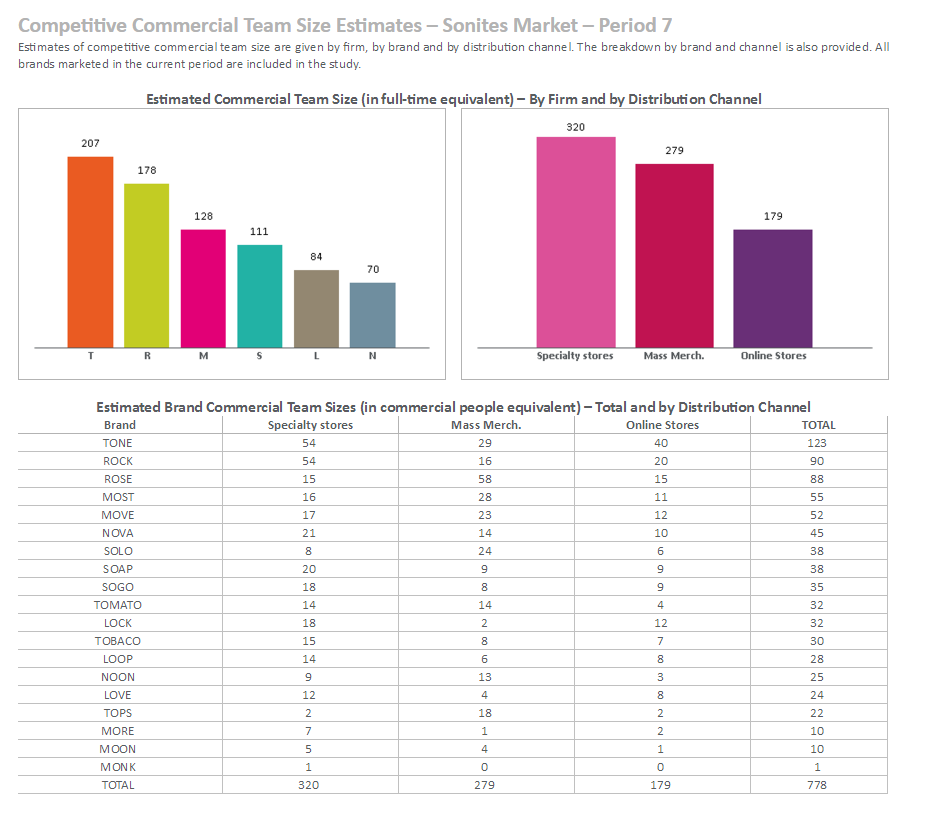 Competitive Commercial Team Size Estimates – Sonites Market – Period 7
Estimates of competitive commercial team size are given by firm, by brand and by distribution channel. The breakdown by brand and channel is also provided. All
brands marketed in the current period are included in the study.
Estimated Commercial Team Size (in full-time equivalent) – By Firm and by Distribution Channel
207
178
128
111
84
70
T R M S L N
320
279
179
Specialty stores Mass Merch. Online Stores
Estimated Brand Commercial Team Sizes (in commercial people equivalent) – Total and by Distribution Channel
Brand Specialty stores Mass Merch. Online Stores TOTAL
TONE 54 29 40 123
ROCK 54 16 20 90
ROSE 15 58 15 88
MOST 16 28 11 55
MOVE 17 23 12 52
NOVA 21 14 10 45
SOLO 8 24 6 38
SOAP 20 9 9 38
SOGO 18 8 9 35
TOMATO 14 14 4 32
LOCK 18 2 12 32
TOBACO 15 8 7 30
LOOP 14 6 8 28
NOON 9 13 3 25
LOVE 12 4 8 24
TOPS 2 18 2 22
MORE 7 1 2 10
MOON 5 4 1 10
MONK 1 0 0 1
TOTAL 320 279 179 778